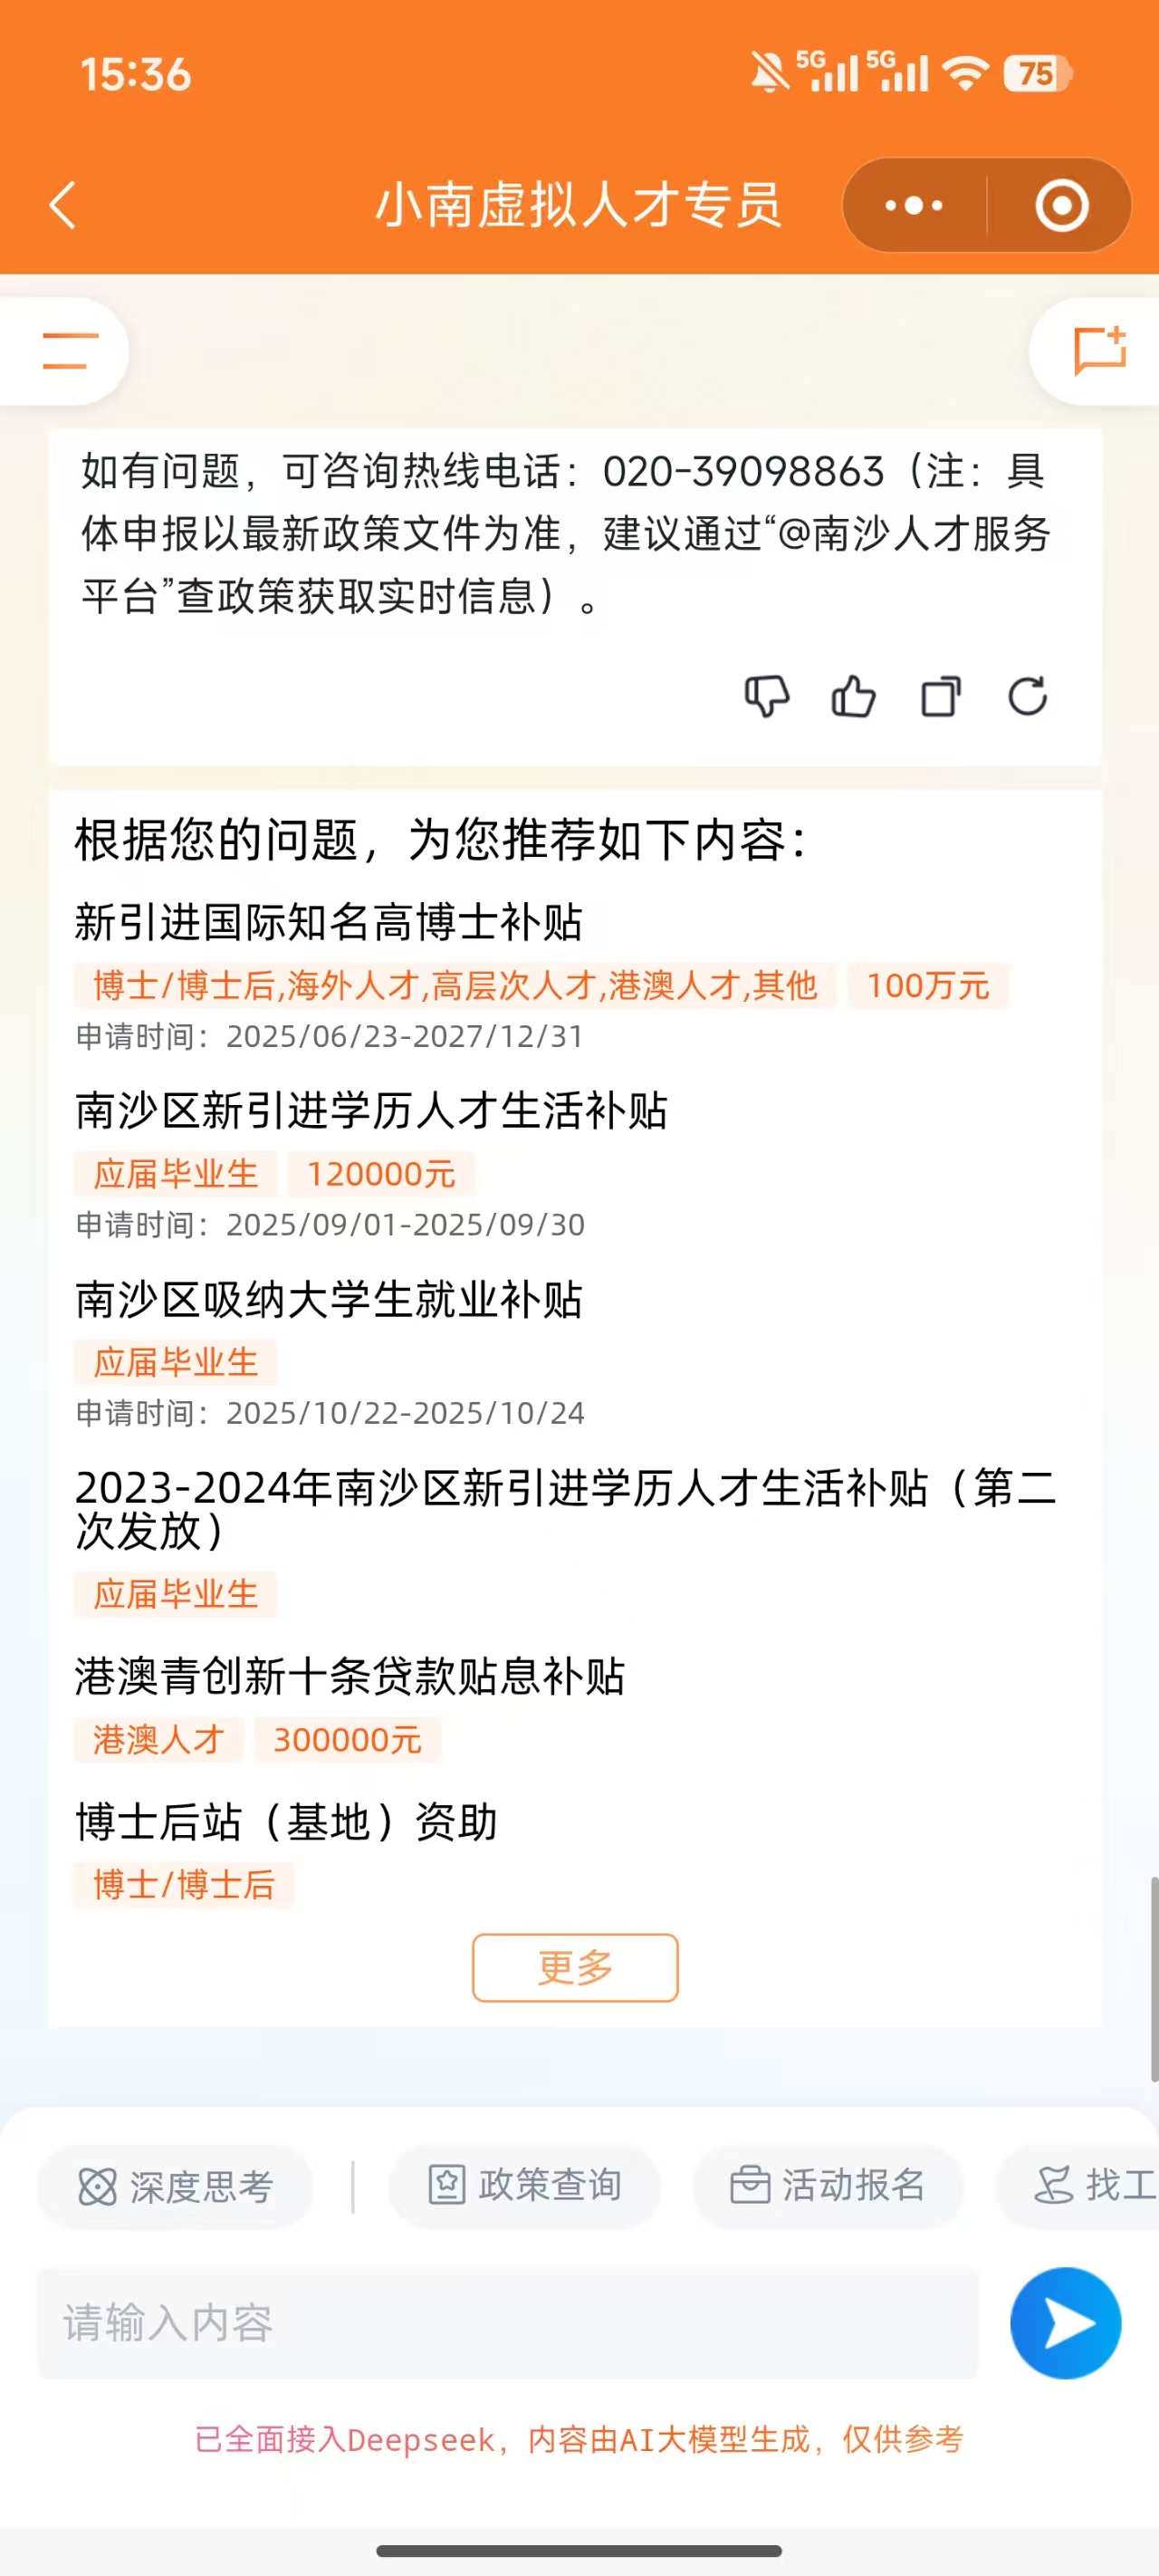 15:36
5G 5G 75
小南虚拟人才专员
如有问题，可咨询热线电话：020-39098863（注：具
体申报以最新政策文件为准，建议通过“@南沙人才服务
平台”查政策获取实时信息）。
根据您的问题，为您推荐如下内容：
新引进国际知名高博士补贴
博士/博士后,海外人才,高层次人才,港澳人才,其他 100万元
申请时间：2025/06/23-2027/12/31
南沙区新引进学历人才生活补贴
应届毕业生 120000元
申请时间：2025/09/01-2025/09/30
南沙区吸纳大学生就业补贴
应届毕业生
申请时间：2025/10/22-2025/10/24
2023-2024年南沙区新引进学历人才生活补贴（第二
次发放）
应届毕业生
港澳青创新十条贷款贴息补贴
港澳人才 300000元
博士后站（基地）资助
博士/博士后
更多
深度思考 政策查询 活动报名 找工
请输入内容
已全面接入Deepseek，内容由AI大模型生成，仅供参考